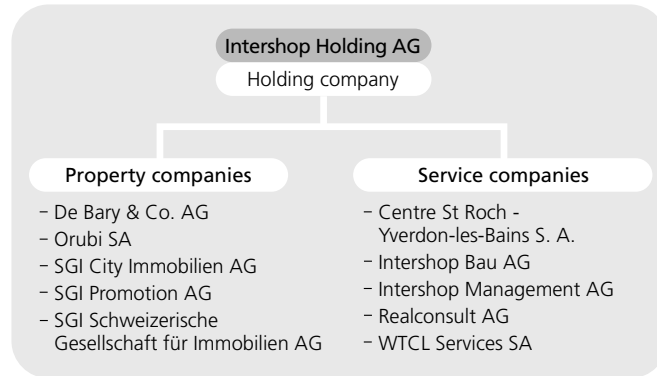 Intershop Holding AG
Holding company
Property companies
– De Bary & Co. AG
– Orubi SA
– SGI City Immobilien AG
– SGI Promotion AG
– SGI Schweizerische
Gesellschaft für Immobilien AG
Service companies
– Centre St Roch -
Yverdon-les-Bains S. A.
– Intershop Bau AG
– Intershop Management AG
– Realconsult AG
– WTCL Services SA